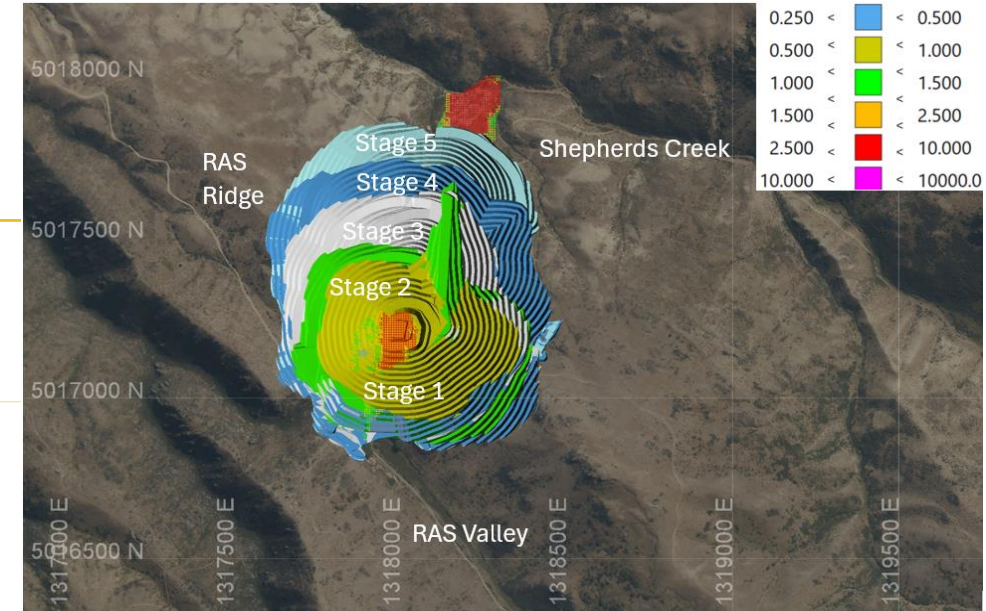 0.250 < < 0.500
0.500 < < 1.000
1.000 < < 1.500
1.500 < < 2.500
2.500 < < 10.000
10.000 < < 10000.0
5018000 N
Stage 5
Shepherds Creek
RAS
Ridge
Stage 4
5017500 N
Stage 3
Stage 2
5017000 N
Stage 1
RAS Valley
5016500 N
1317000 E
1317500 E
1318000 E
1318500 E
1319000 E
1319500 E